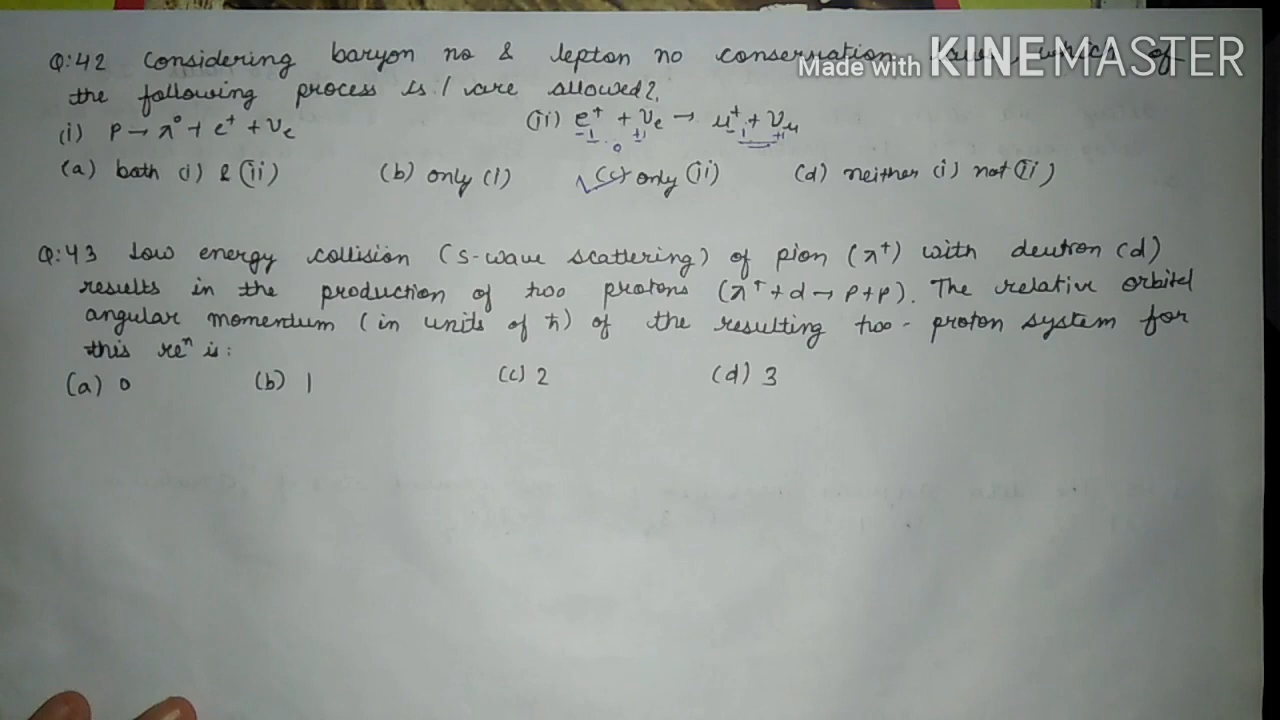 Q:42 Considering baryon no & lepton no conservation which of
Made with KINEMASTER
the following process is / are allowed?
(i) p → π⁰ + e⁺ + νe (ii) e⁺ + νe → μ⁺ + νμ
-1 +1 -1 +1
0
(a) both (i) & (ii) (b) only (i) (c) only (ii) (d) neither (i) not (ii)
Q:43 Low energy collision (s-wave scattering) of pion (π⁺) with deutron (d)
results in the production of two protons (π⁺ + d → p + p). The relative orbitel
angular momentum (in units of ħ) of the resulting two - proton system for
this reⁿ is:
(a) 0 (b) 1 (c) 2 (d) 3